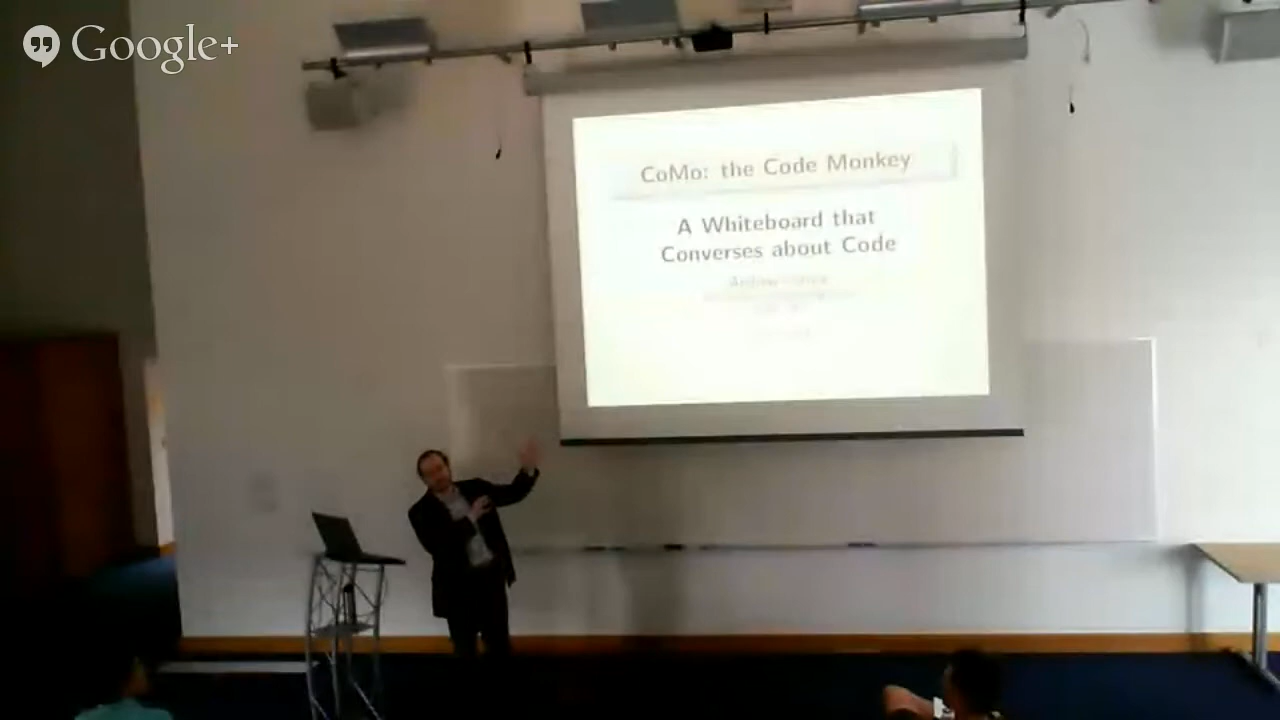 Google+
CoMo: the Code Monkey
A Whiteboard that
Converses about Code